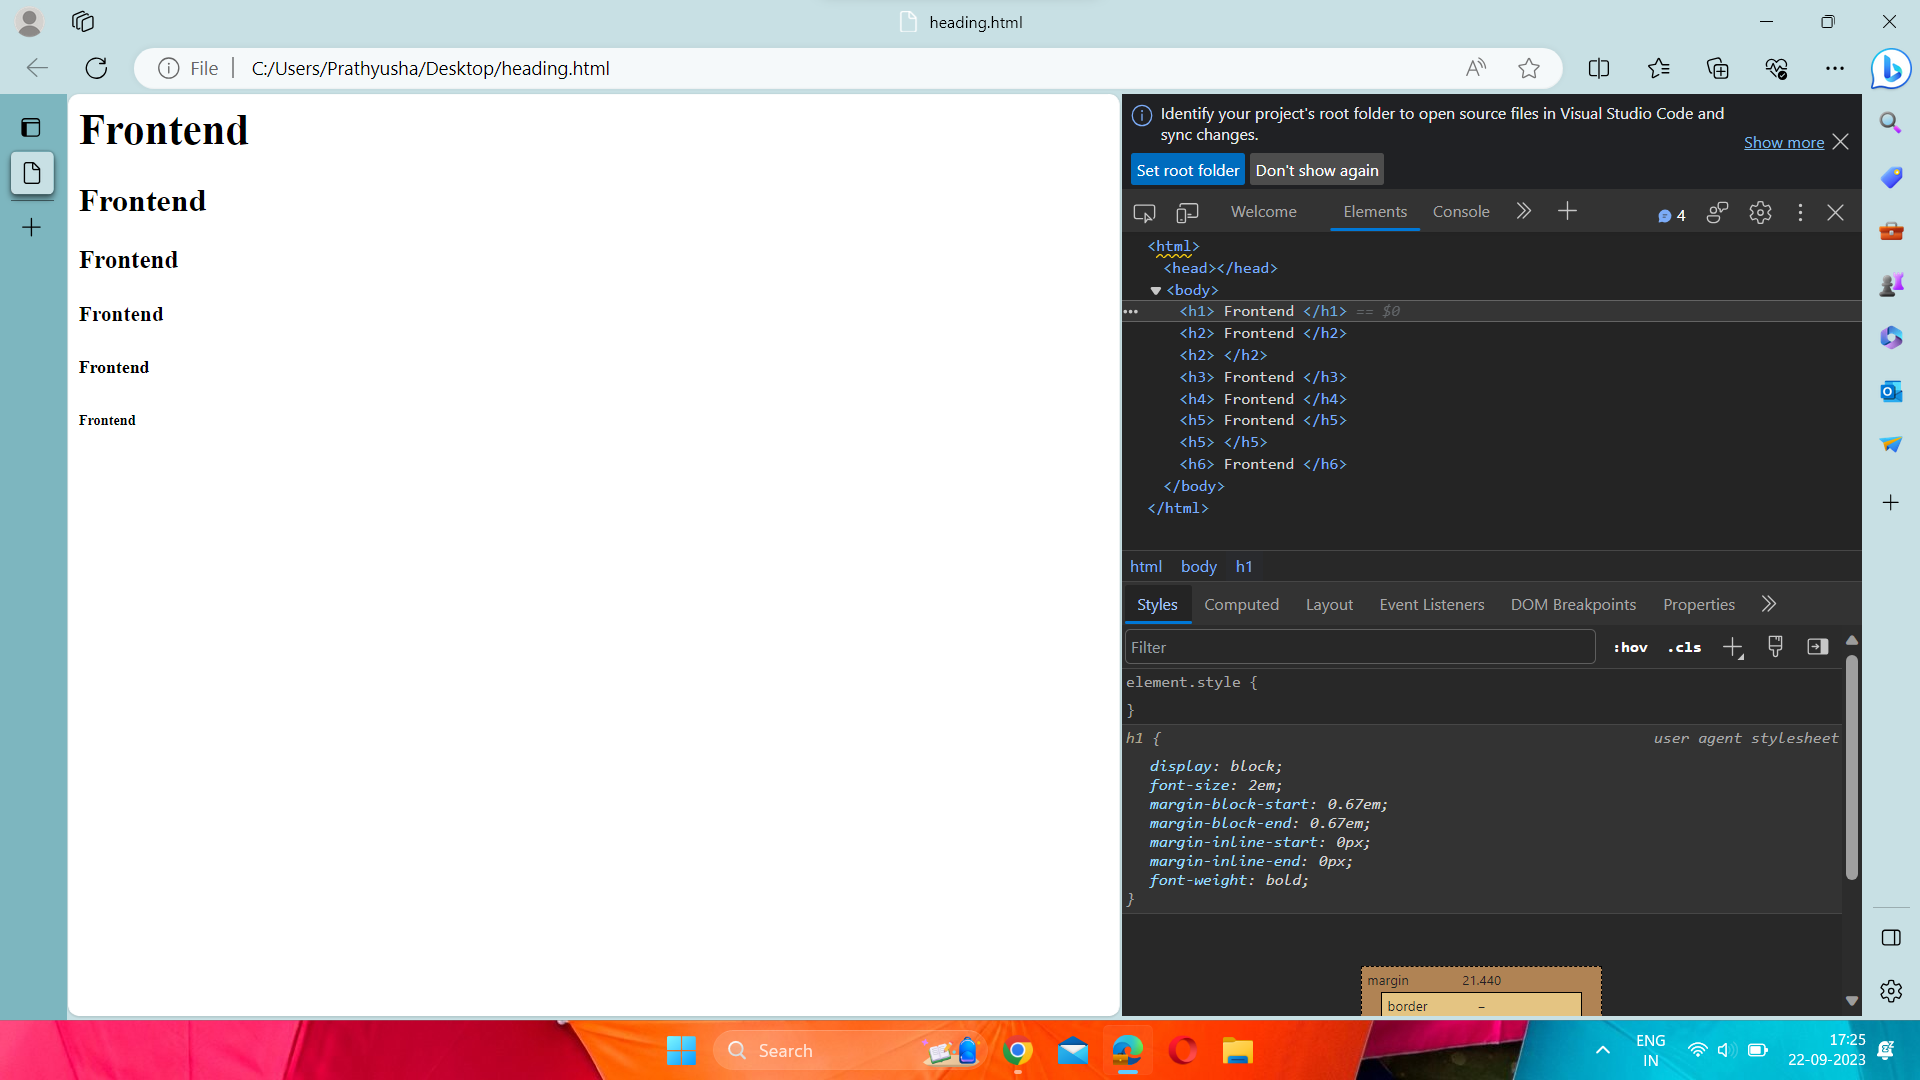 heading.html
File
C:/Users/Prathyusha/Desktop/heading.html
Frontend
Frontend
Frontend
Frontend
Frontend
Frontend
Identify your project's root folder to open source files in Visual Studio Code and
sync changes.
Show more
Set root folder Don't show again
Welcome Elements Console 4
<html>
<head></head>
<body>
<h1> Frontend </h1> == $0
<h2> Frontend </h2>
<h2> </h2>
<h3> Frontend </h3>
<h4> Frontend </h4>
<h5> Frontend </h5>
<h5> </h5>
<h6> Frontend </h6>
</body>
</html>
html body h1
Styles Computed Layout Event Listeners DOM Breakpoints Properties
Filter :hov .cls
element.style {
}
h1 { user agent stylesheet
display: block;
font-size: 2em;
margin-block-start: 0.67em;
margin-block-end: 0.67em;
margin-inline-start: 0px;
margin-inline-end: 0px;
font-weight: bold;
}
margin 21.440
border –
Search
ENG
IN
17:25
22-09-2023